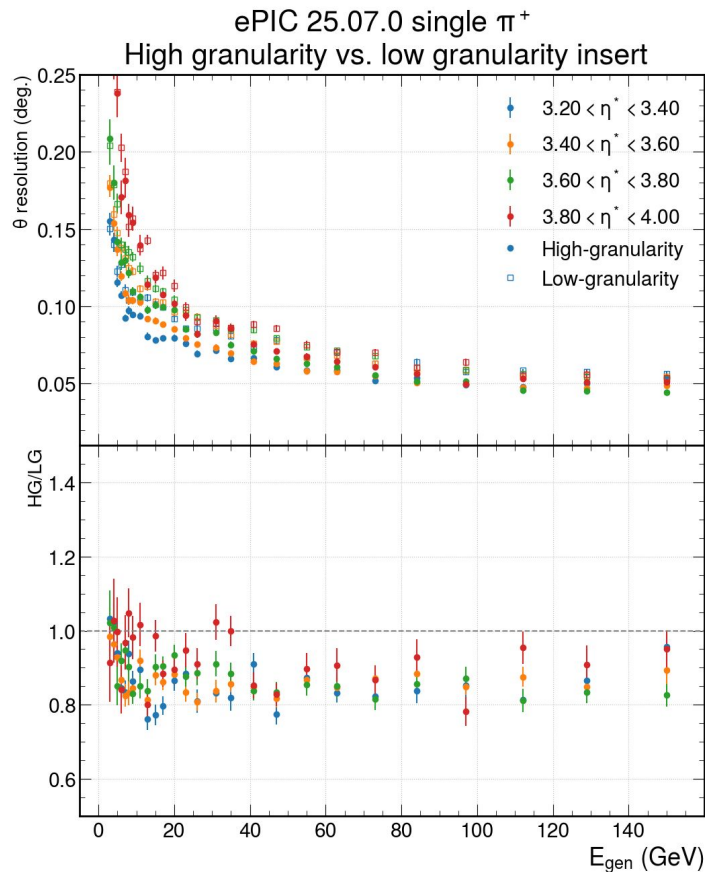 ePIC 25.07.0 single π⁺
High granularity vs. low granularity insert
θ resolution (deg.)
0.25
0.20
0.15
0.10
0.05
3.20 < η* < 3.40
3.40 < η* < 3.60
3.60 < η* < 3.80
3.80 < η* < 4.00
High-granularity
Low-granularity
HG/LG
1.4
1.2
1.0
0.8
0.6
0 20 40 60 80 100 120 140
E_gen (GeV)